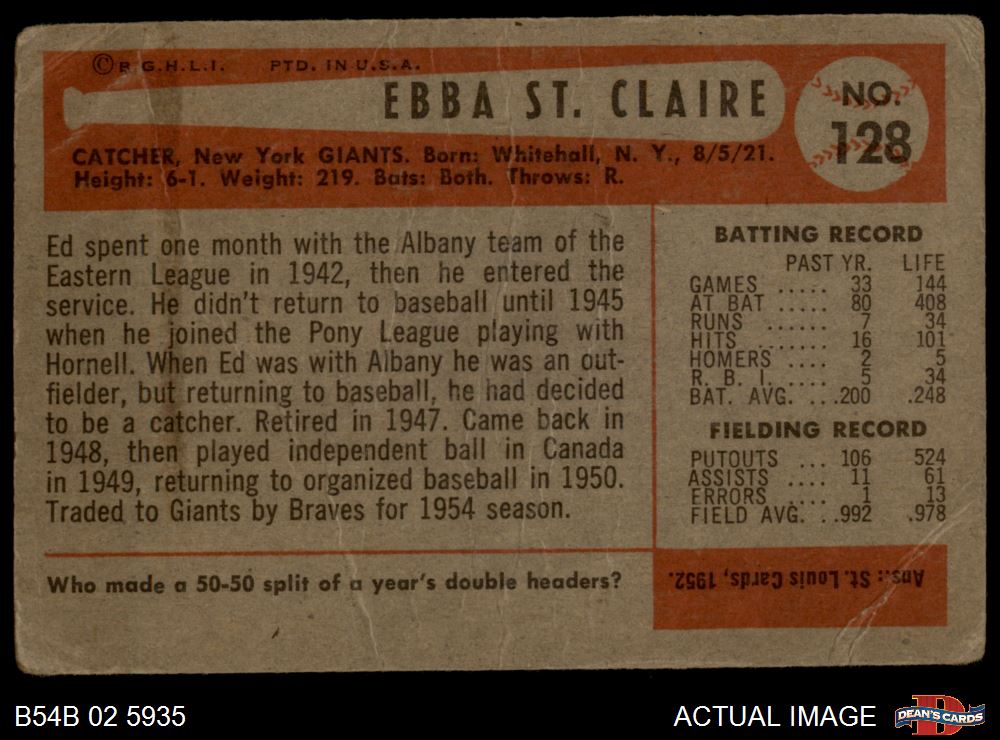 © B.G.H.L.I. PTD. IN U.S.A.
EBBA ST. CLAIRE
NO.
128
CATCHER, New York GIANTS. Born: Whitehall, N. Y., 8/5/21.
Height: 6-1. Weight: 219. Bats: Both. Throws: R.
Ed spent one month with the Albany team of the
Eastern League in 1942, then he entered the
service. He didn't return to baseball until 1945
when he joined the Pony League playing with
Hornell. When Ed was with Albany he was an out-
fielder, but returning to baseball, he had decided
to be a catcher. Retired in 1947. Came back in
1948, then played independent ball in Canada
in 1949, returning to organized baseball in 1950.
Traded to Giants by Braves for 1954 season.
BATTING RECORD
PAST YR. LIFE
GAMES ..... 33 144
AT BAT ..... 80 408
RUNS ...... 7 34
HITS ....... 16 101
HOMERS .... 2 5
R. B. I. .... 5 34
BAT. AVG. ...200 .248
FIELDING RECORD
PUTOUTS ... 106 524
ASSISTS .... 11 61
ERRORS .... 1 13
FIELD AVG. ..992 .978
Who made a 50-50 split of a year's double headers?
Ans.: St. Louis Cards, 1952.
B54B 02 5935
ACTUAL IMAGE
DEAN'S CARDS